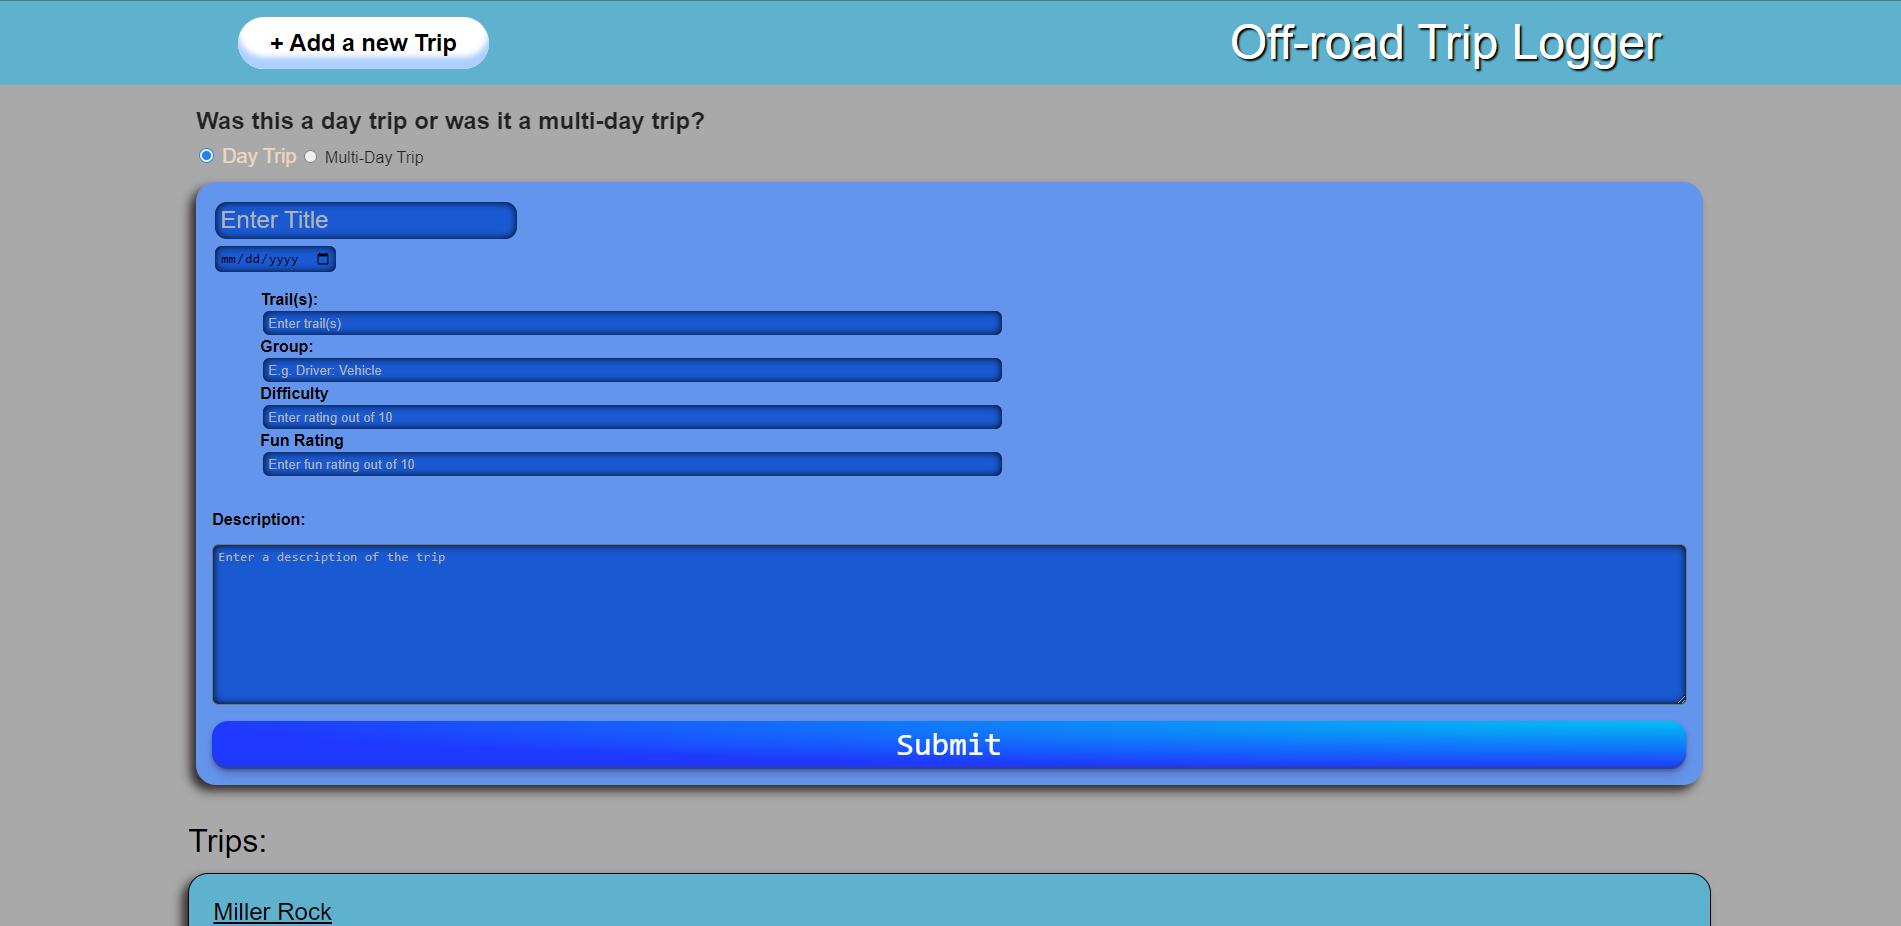 + Add a new Trip
Off-road Trip Logger
Was this a day trip or was it a multi-day trip?
Day Trip Multi-Day Trip
Enter Title
mm/dd/yyyy
Trail(s):
Enter trail(s)
Group:
E.g. Driver: Vehicle
Difficulty
Enter rating out of 10
Fun Rating
Enter fun rating out of 10
Description:
Enter a description of the trip
Submit
Trips:
Miller Rock